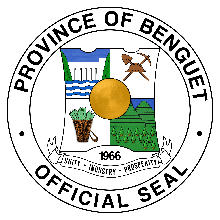 PROVINCE OF BENGUET
1966
UNITY - INDUSTRY - PROSPERITY
OFFICIAL SEAL